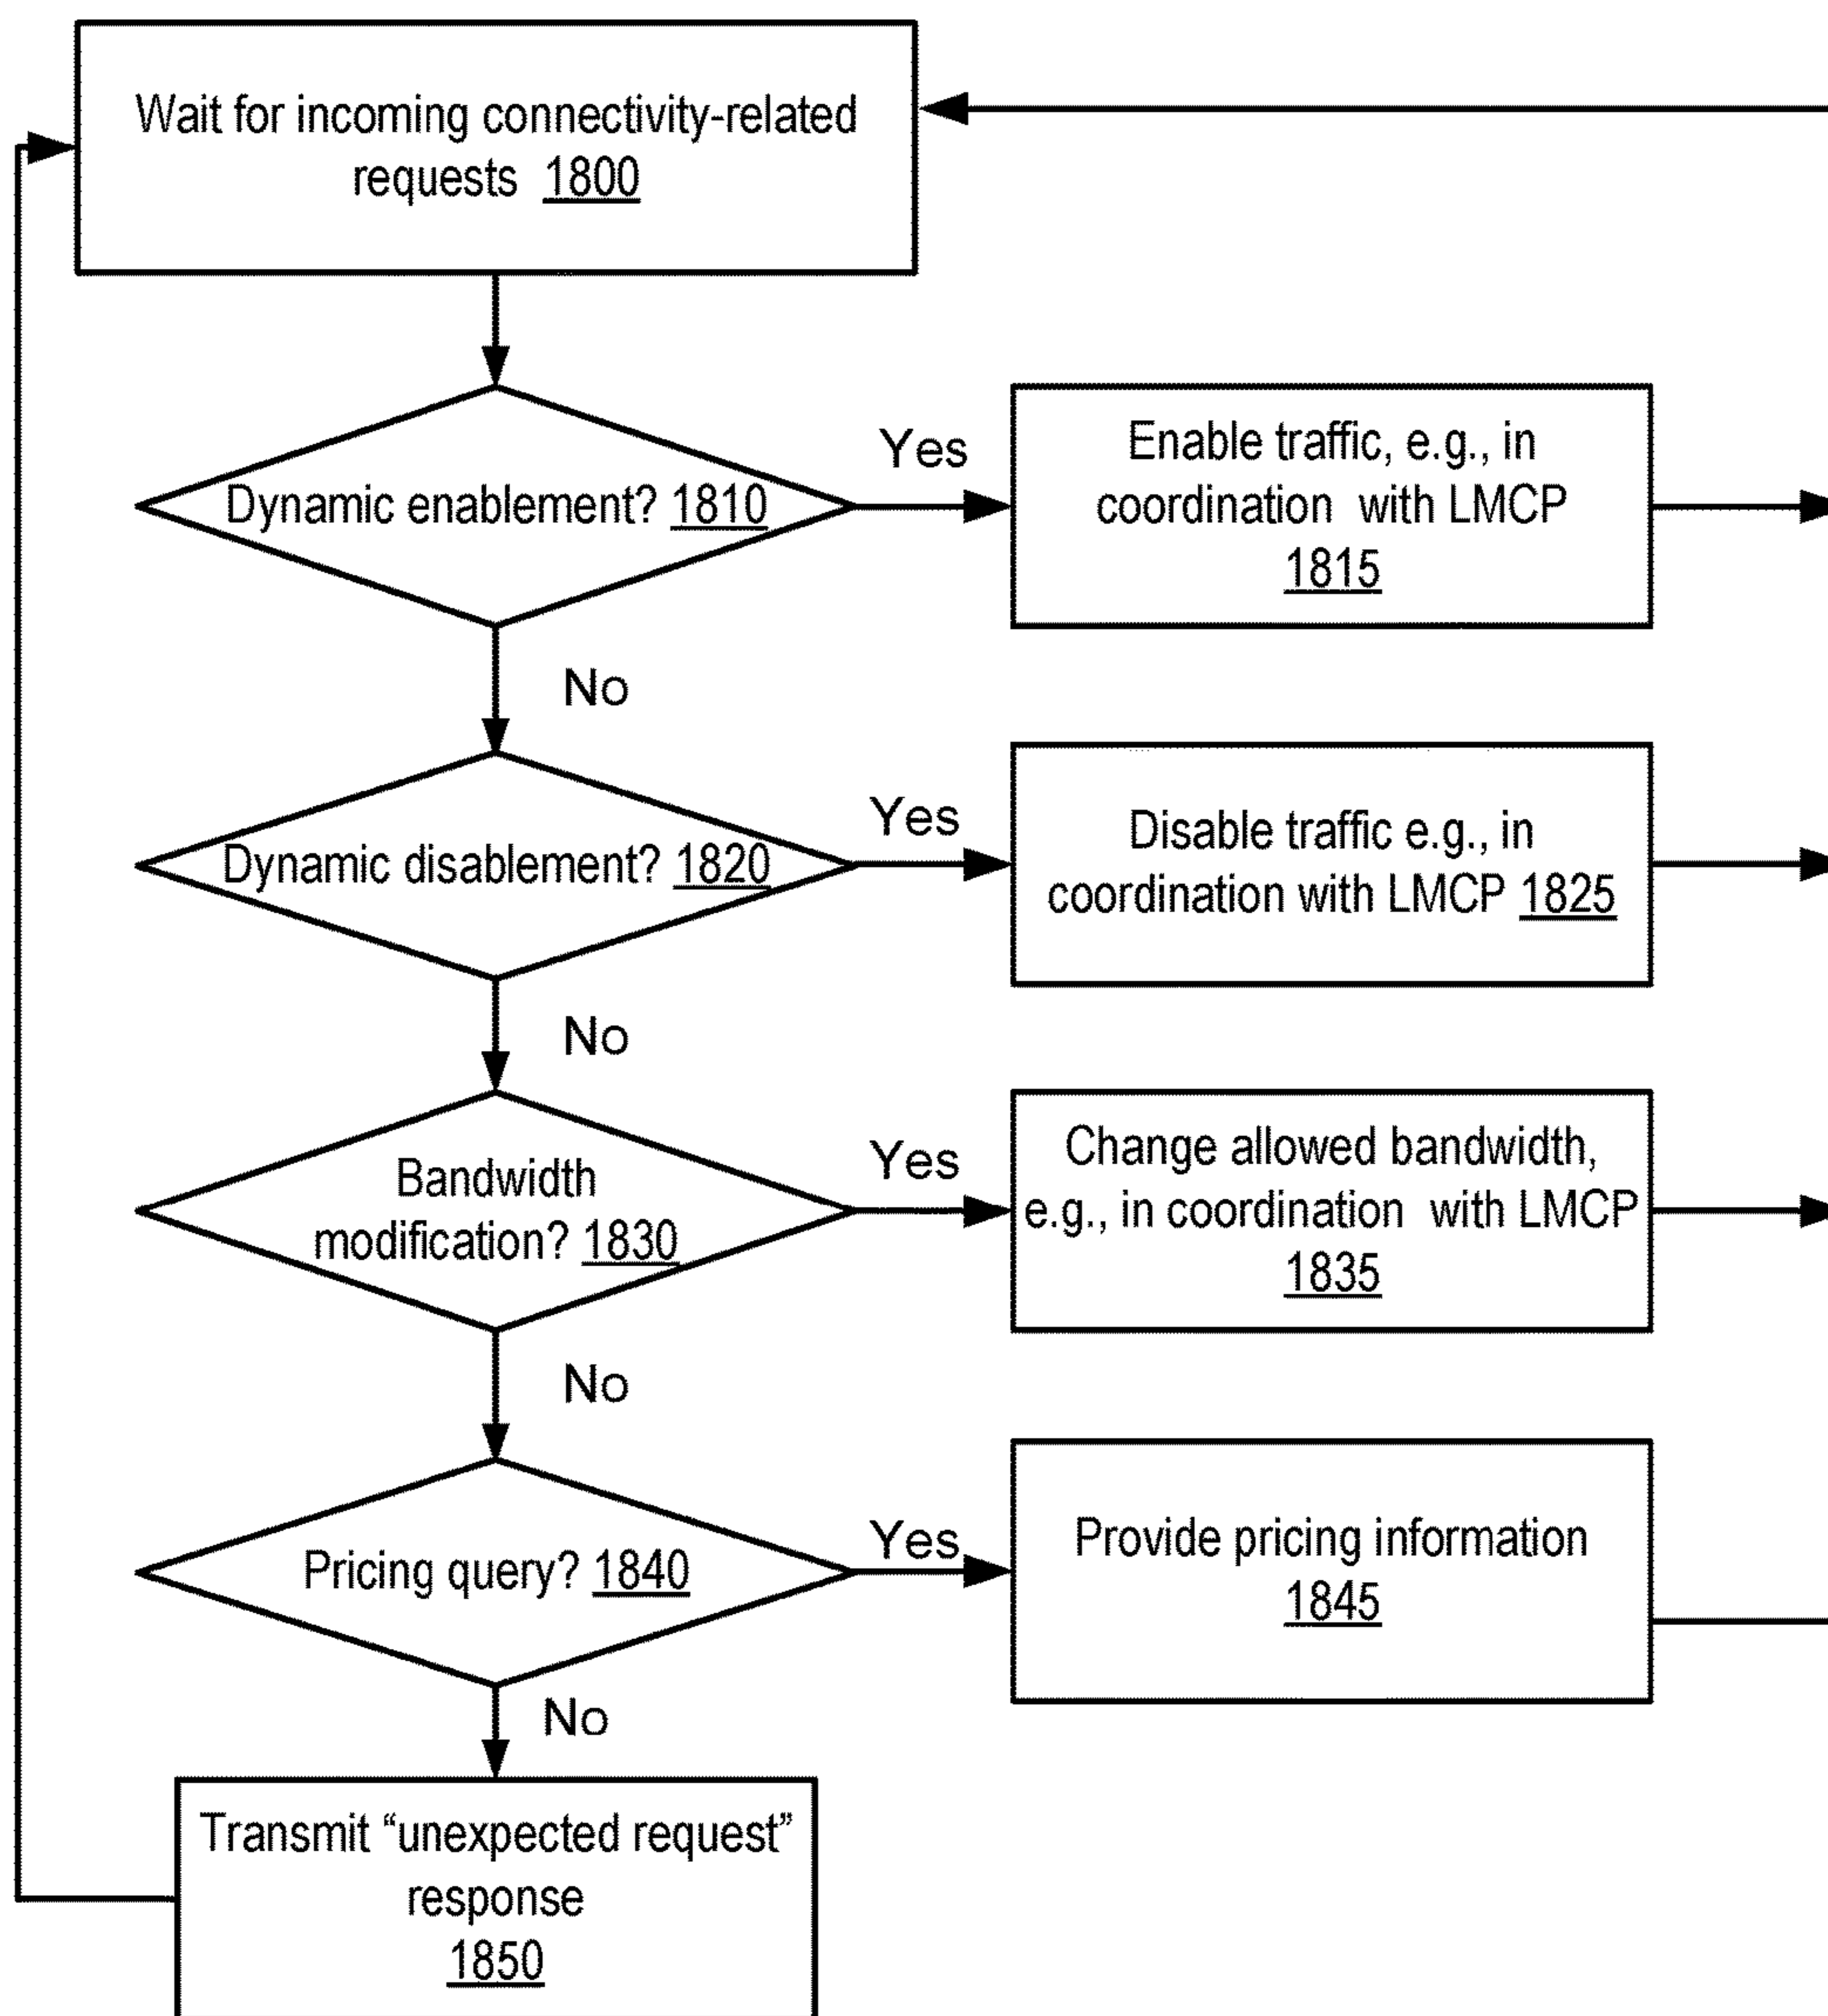 Wait for incoming connectivity-related
requests 1800
Dynamic enablement? 1810
Yes
Enable traffic, e.g., in
coordination with LMCP
1815
No
Dynamic disablement? 1820
Yes
Disable traffic e.g., in
coordination with LMCP 1825
No
Bandwidth
modification? 1830
Yes
Change allowed bandwidth,
e.g., in coordination with LMCP
1835
No
Pricing query? 1840
Yes
Provide pricing information
1845
No
Transmit “unexpected request”
response
1850